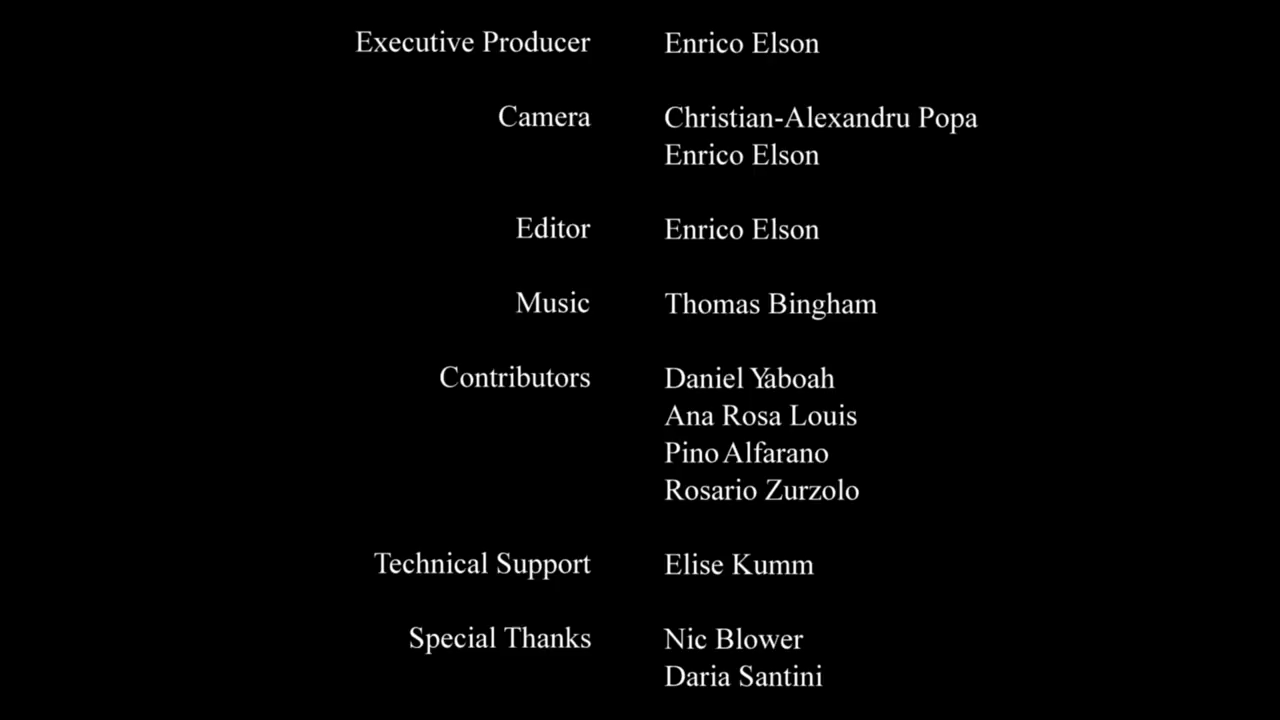 Executive Producer Enrico Elson
Camera Christian-Alexandru Popa
Enrico Elson
Editor Enrico Elson
Music Thomas Bingham
Contributors Daniel Yaboah
Ana Rosa Louis
Pino Alfarano
Rosario Zurzolo
Technical Support Elise Kumm
Special Thanks Nic Blower
Daria Santini